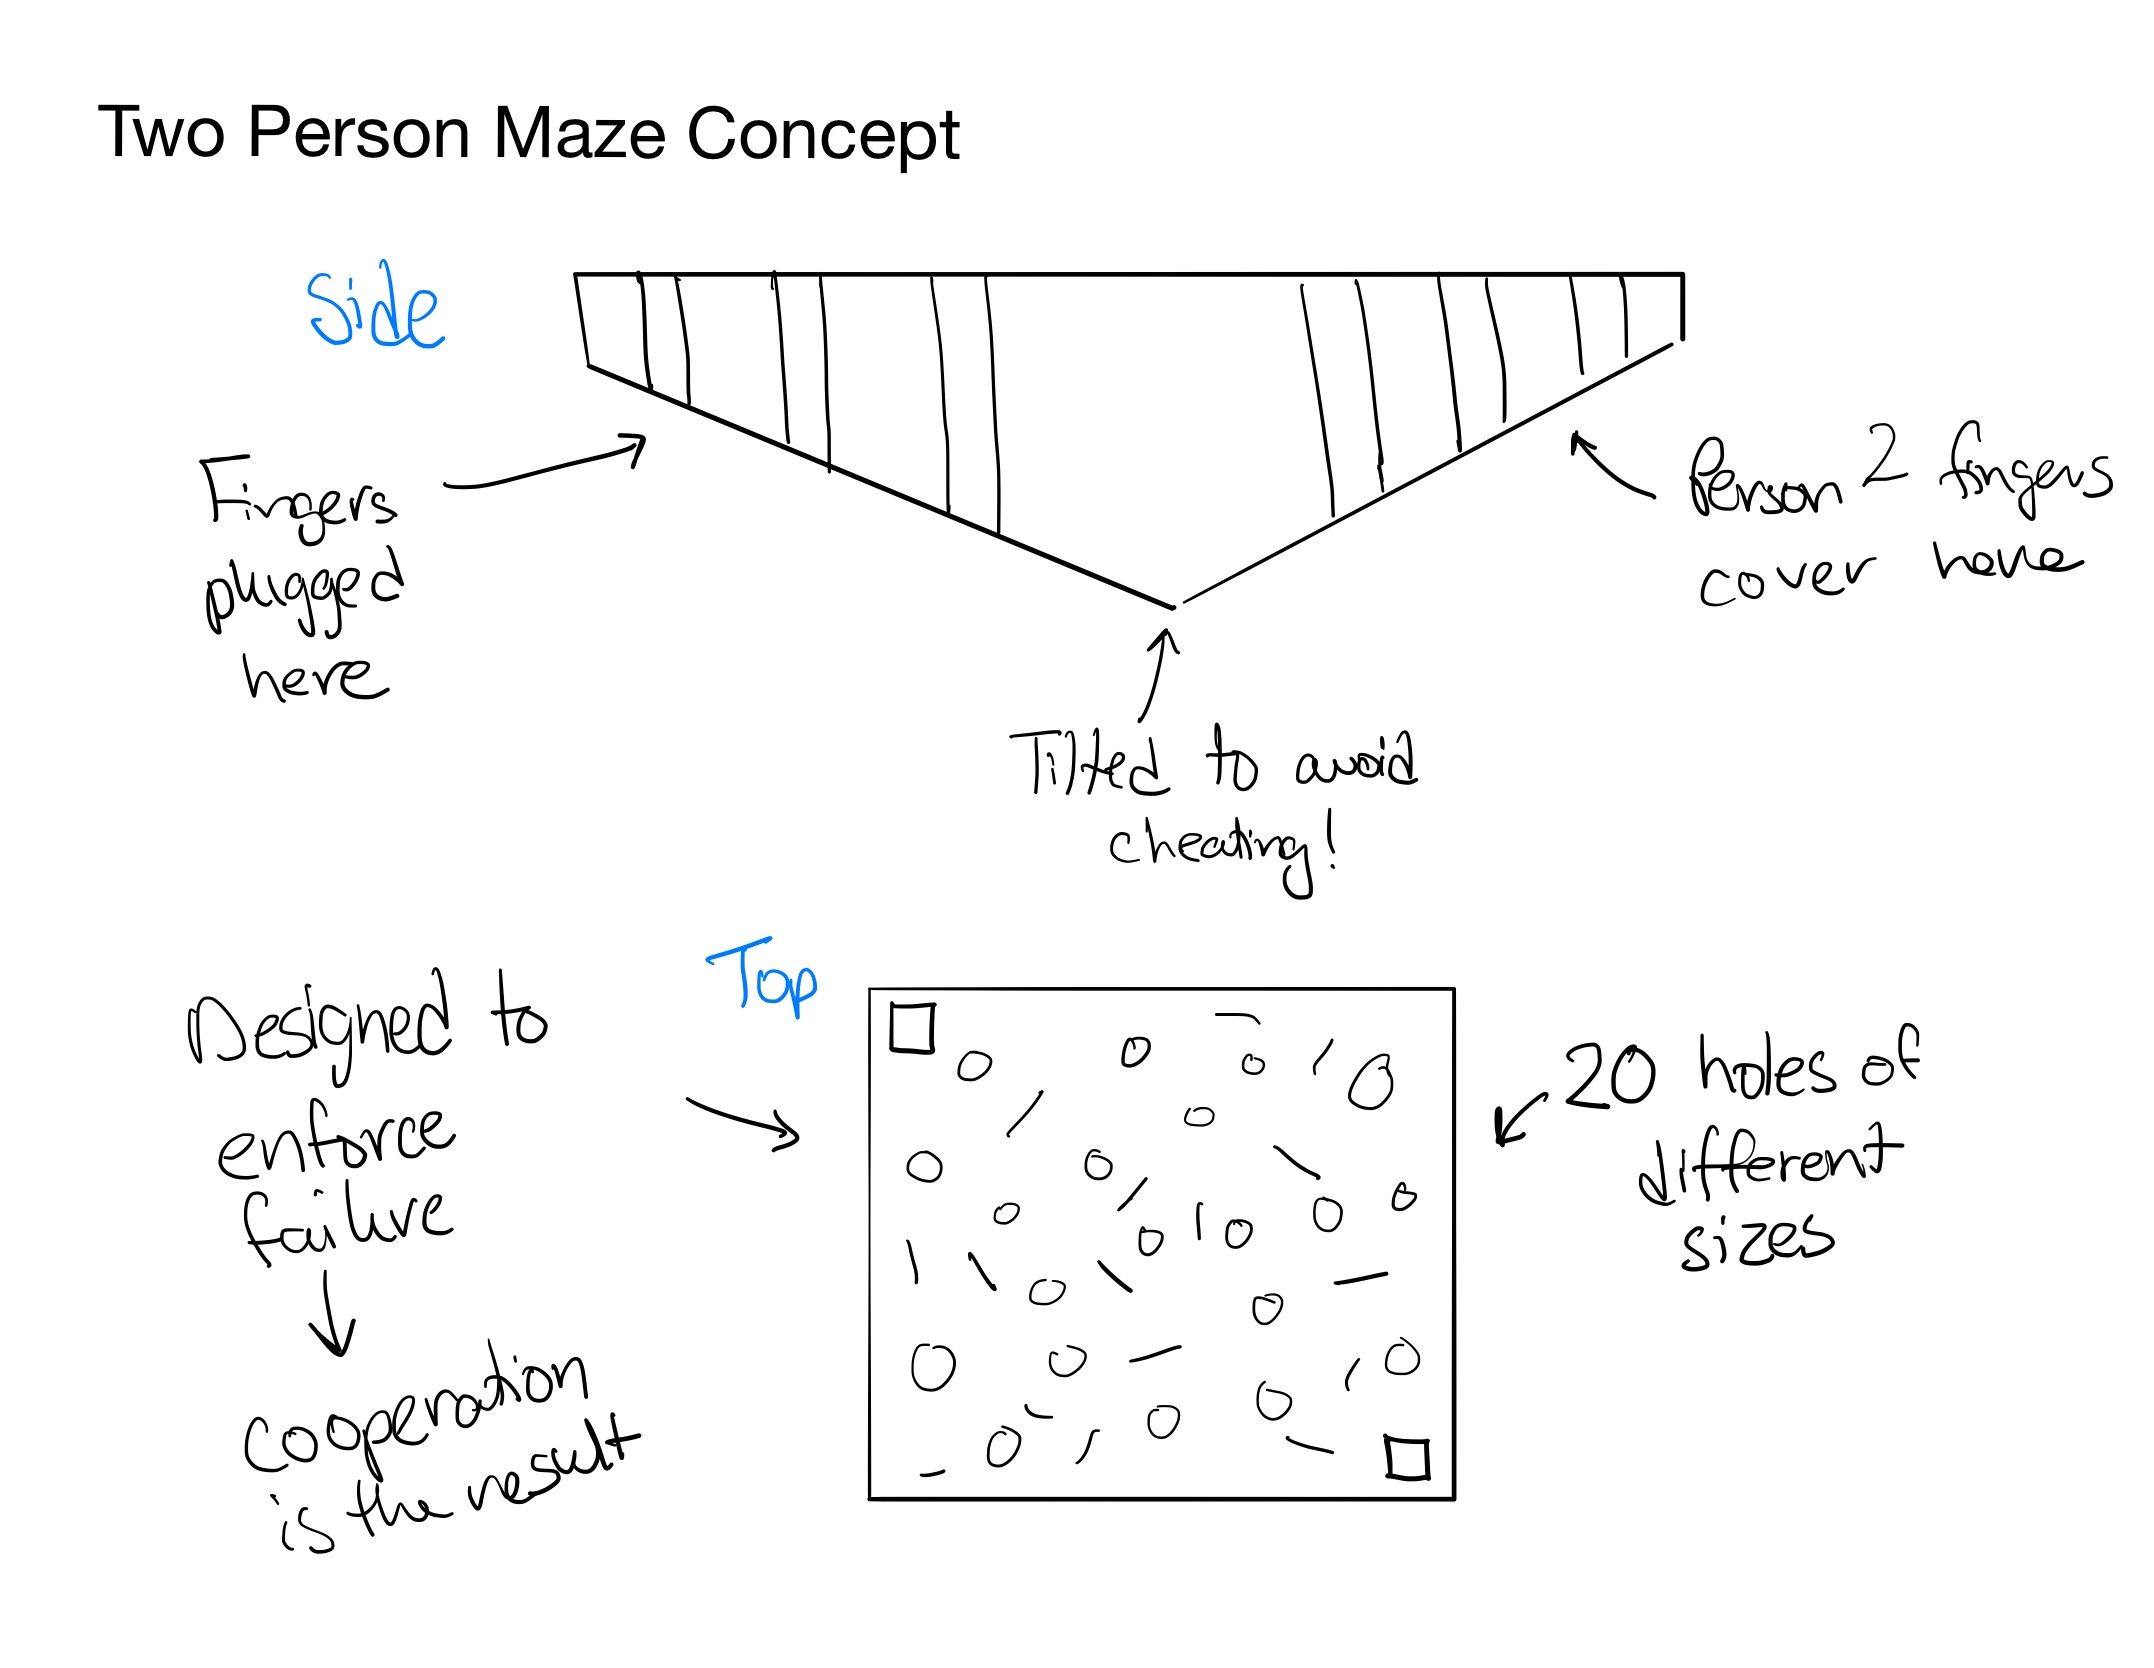 Two Person Maze Concept
Side
Fingers
plugged
here
Person 2 fingers
cover here
Tilted to avoid
cheating!
Top
Designed to
enforce
failure
Cooperation
is the result
20 holes of
different
sizes